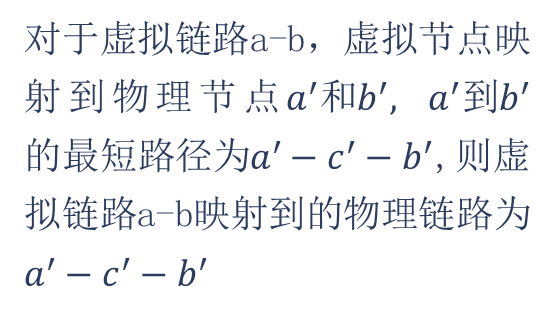 对于虚拟链路a-b，虚拟节点映
射到物理节点a′和b′，a′到b′
的最短路径为a′ − c′ − b′, 则虚
拟链路a-b映射到的物理链路为
a′ − c′ − b′